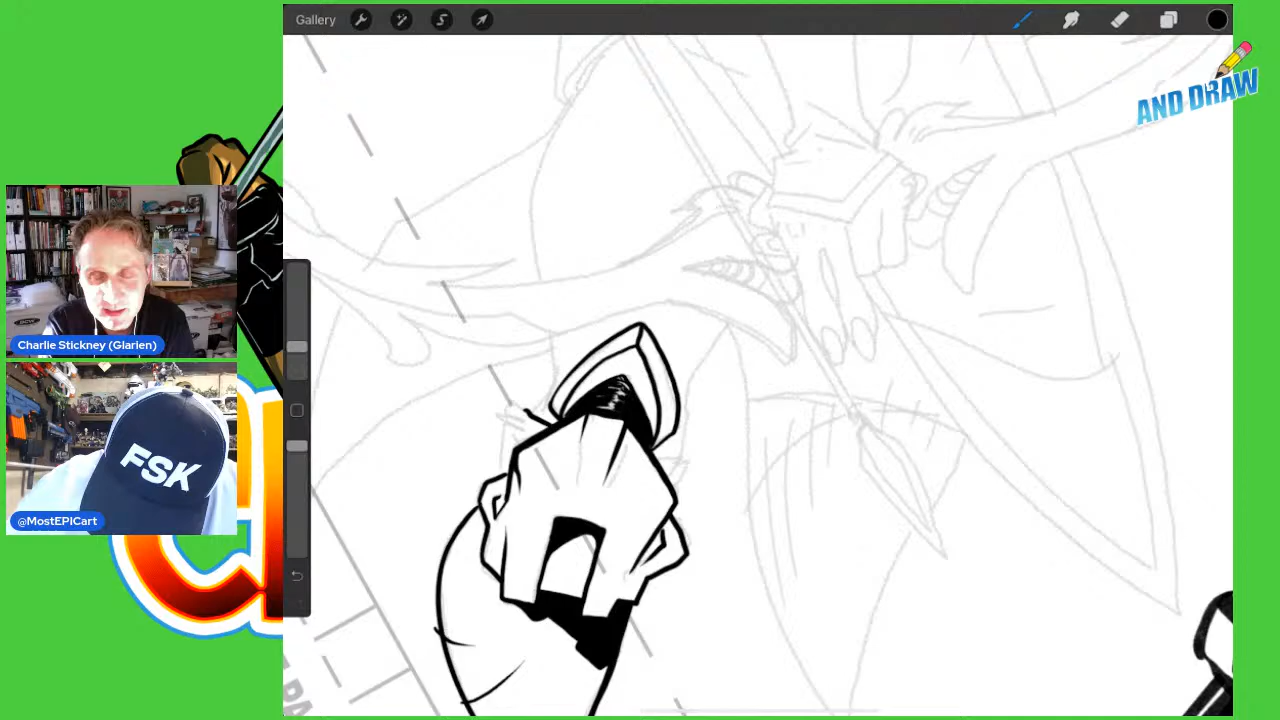 Gallery
AND DRAW
Charlie Stickney (Glarien)
FSK
@MostEPICart